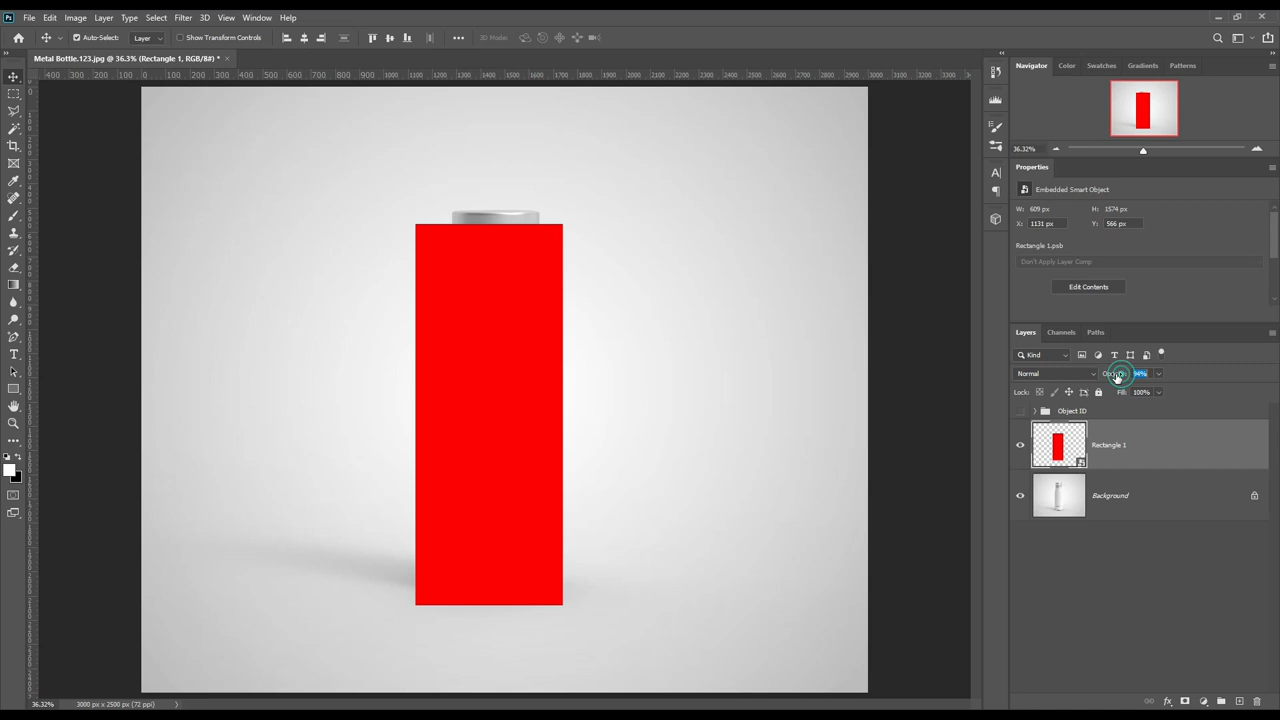 Ps File Edit Image Layer Type Select Filter 3D View Window Help
Auto-Select: Layer Show Transform Controls 3D Mode:
Metal Bottle.123.jpg @ 36.3% (Rectangle 1, RGB/8#) *
Navigator Color Swatches Gradients Patterns
36.32%
Properties
Embedded Smart Object
W: 609 px H: 1574 px
X: 1131 px Y: 566 px
Rectangle 1.psb
Don't Apply Layer Comp
Edit Contents
Layers Channels Paths
Kind
Normal Opacity: 94%
Lock: Fill: 100%
Object ID
Rectangle 1
Background
36.32% 3000 px x 2500 px (72 ppi)